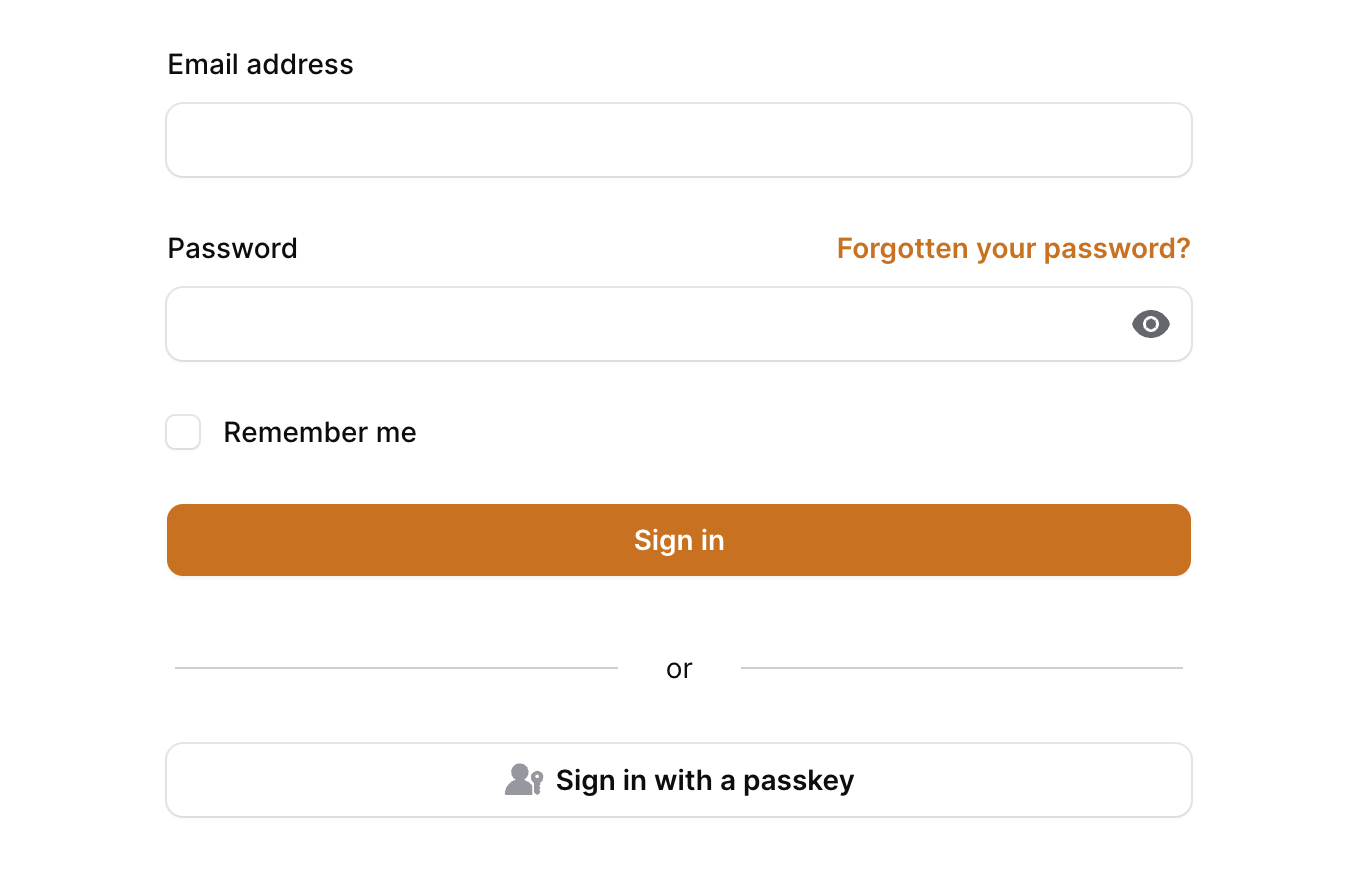 Email address
Password
Forgotten your password?
Remember me
Sign in
or
Sign in with a passkey